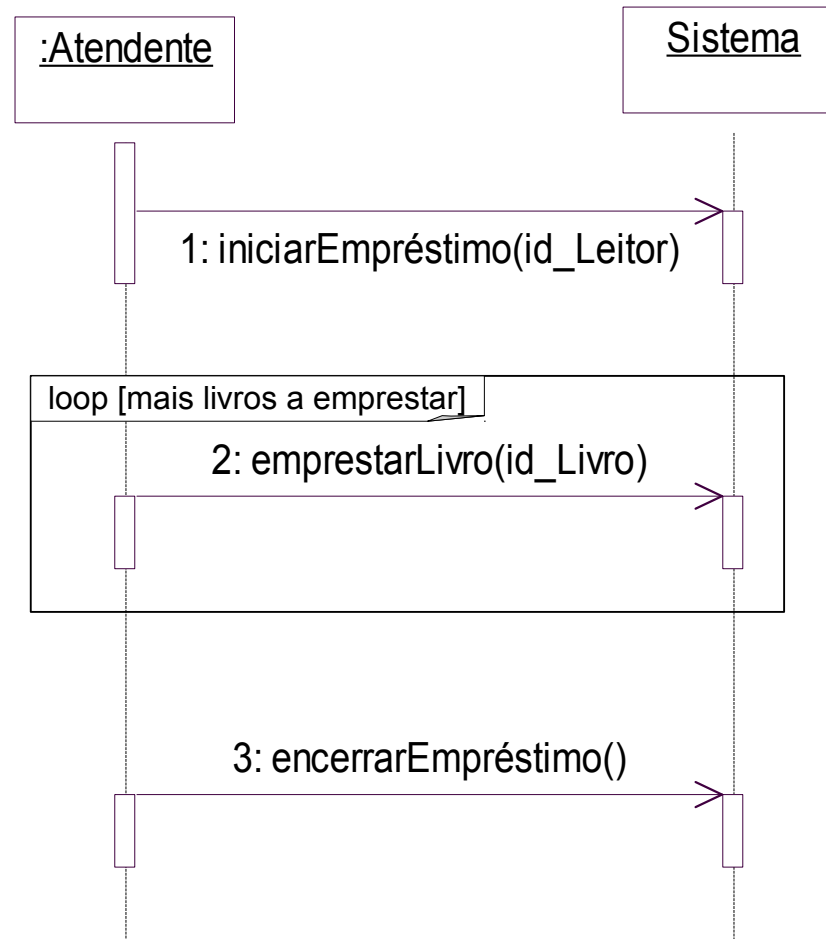 :Atendente
Sistema
1: iniciarEmpréstimo(id_Leitor)
loop [mais livros a emprestar]
2: emprestarLivro(id_Livro)
3: encerrarEmpréstimo()